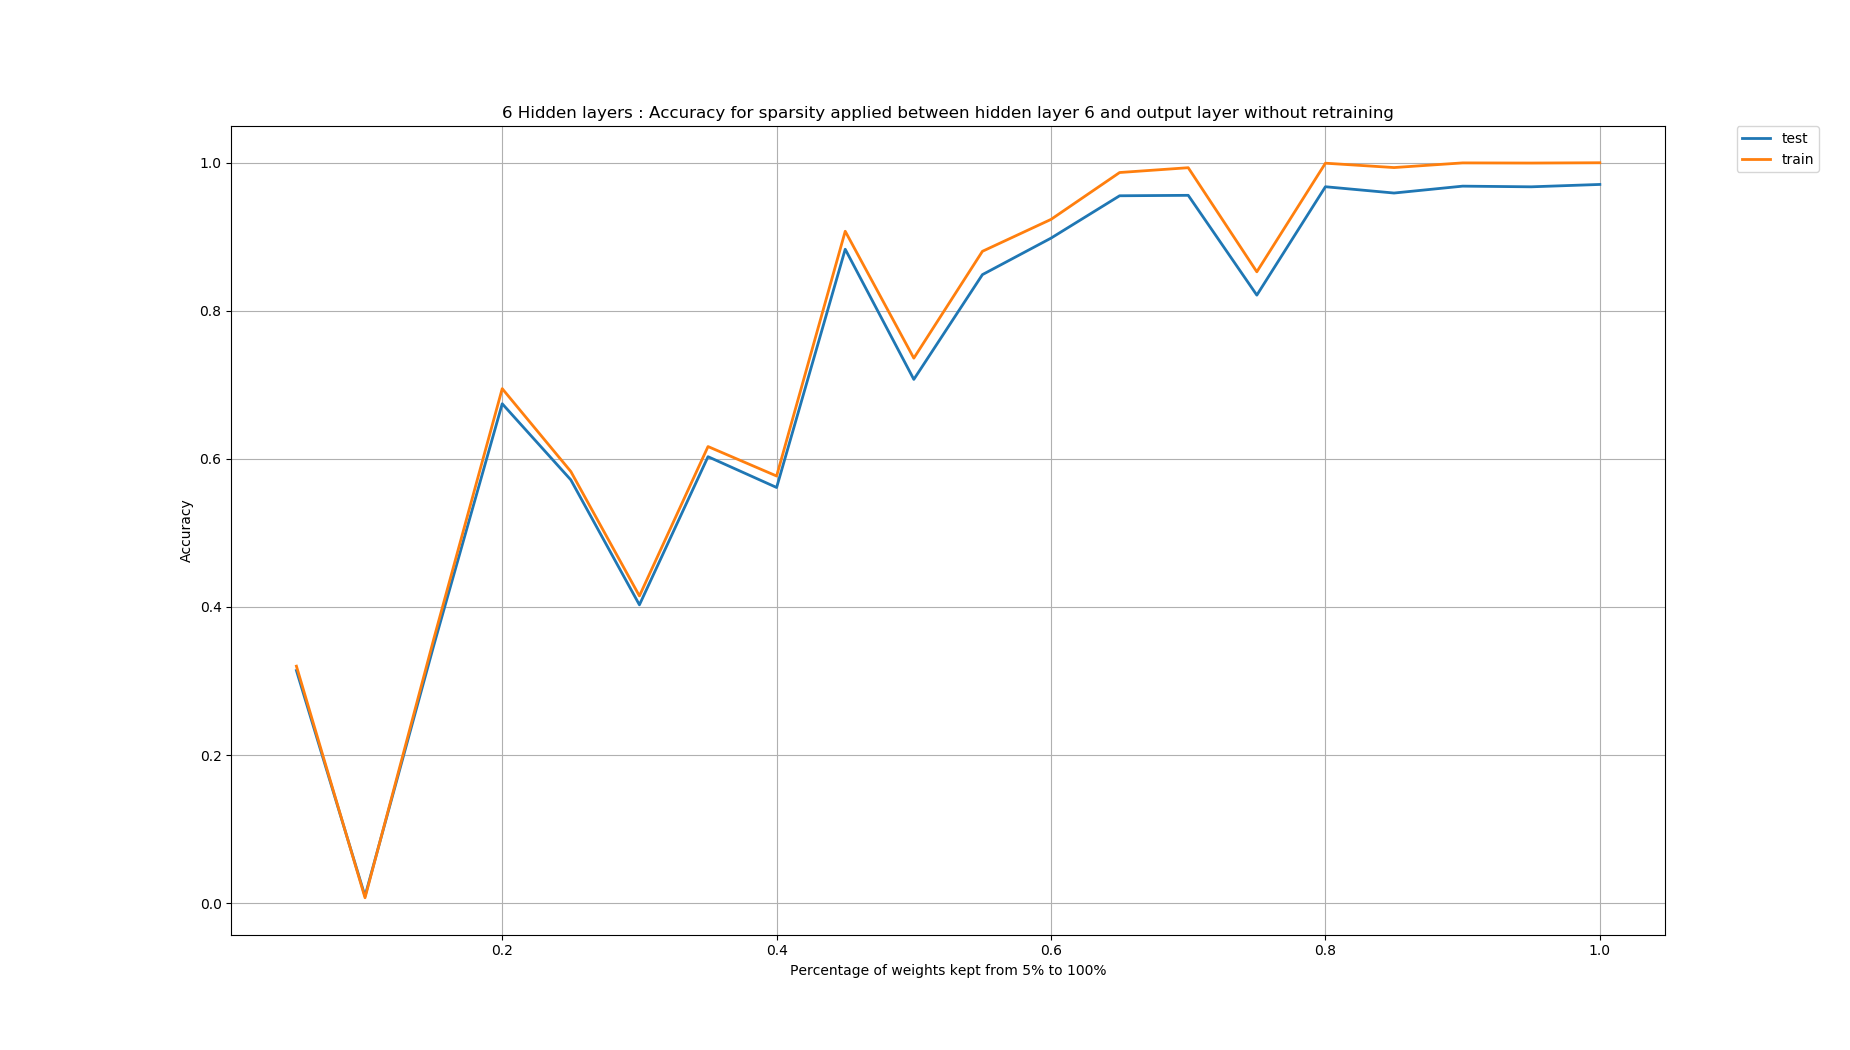 6 Hidden layers : Accuracy for sparsity applied between hidden layer 6 and output layer without retraining
test
train
1.0
0.8
0.6
0.4
0.2
0.0
Accuracy
0.2 0.4 0.6 0.8 1.0
Percentage of weights kept from 5% to 100%